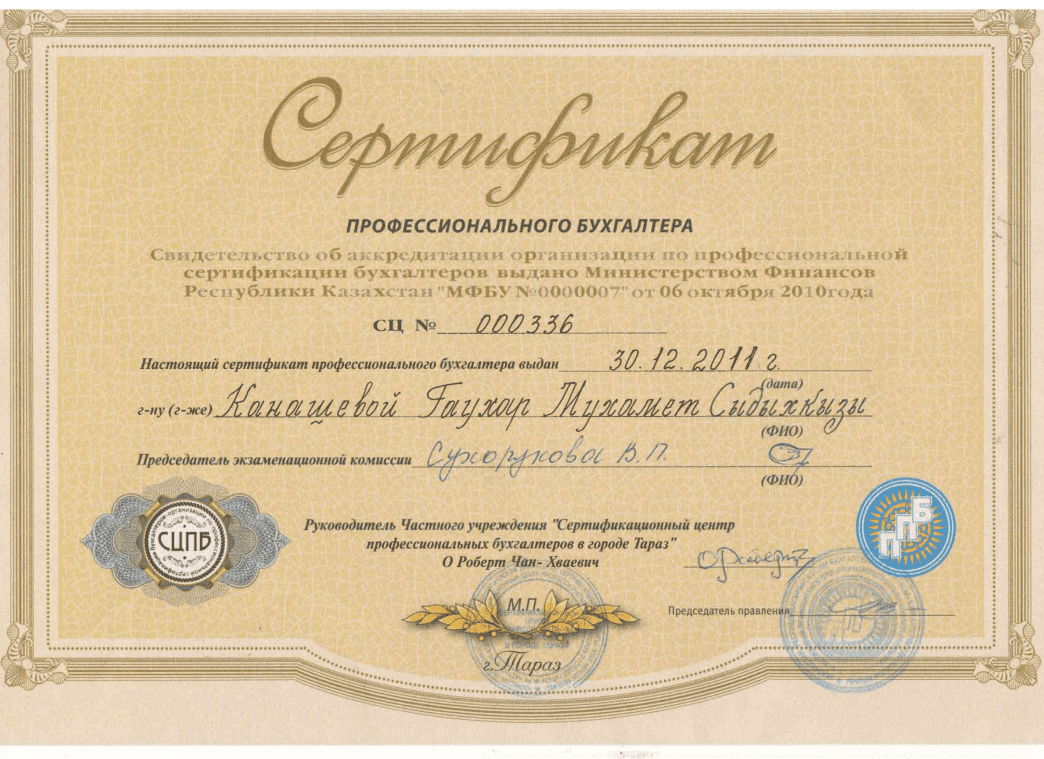 Сертификат
ПРОФЕССИОНАЛЬНОГО БУХГАЛТЕРА
Свидетельство об аккредитации организации по профессиональной
сертификации бухгалтеров выдано Министерством Финансов
Республики Казахстан "МФБУ №0000007" от 06 октября 2010года
СЦ № 000336
Настоящий сертификат профессионального бухгалтера выдан 30.12.2011 г.
(дата)
г-ну (г-же) Канашевой Гаухар Мухамет Сыбыхкызы
(ФИО)
Председатель экзаменационной комиссии Сухорукова В.П.
(ФИО)
СЦПБ
ППБ
Руководитель Частного учреждения "Сертификационный центр
профессиональных бухгалтеров в городе Тараз"
О Роберт Чан- Хваевич
М.П.
Председатель правления
г.Тараз